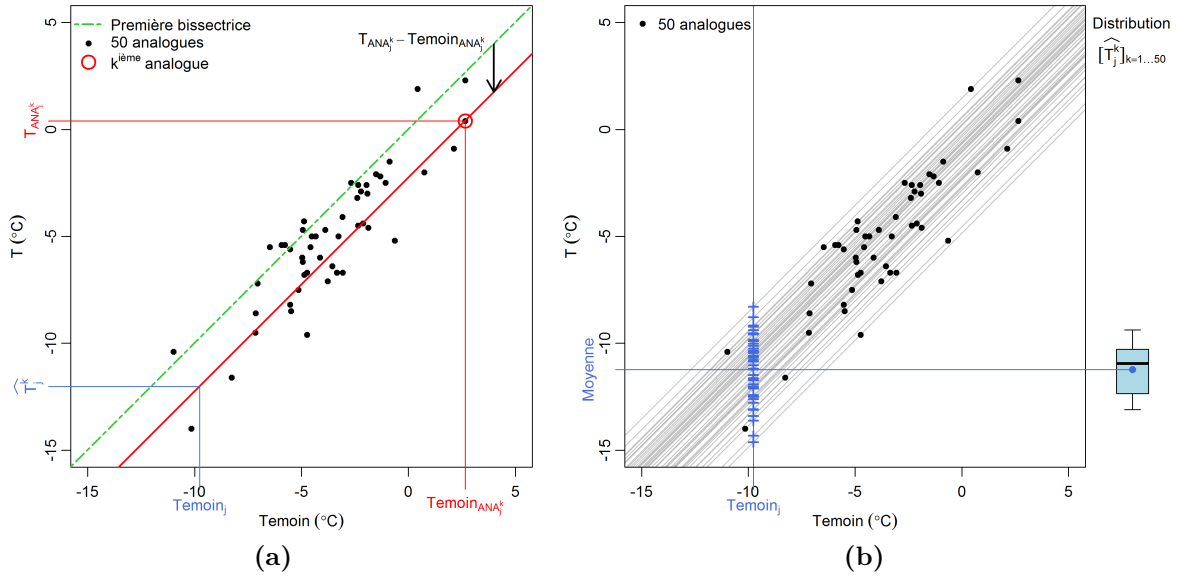 Première bissectrice
50 analogues
k^ième analogue
T_ANA_j^k − Temoin_ANA_j^k
T (°C)
5
0
-5
-10
-15
T_ANA_j^k
T̂_j^k
-15
-10
-5
0
5
Temoin_j
Temoin (°C)
Temoin_ANA_j^k
(a)
50 analogues
Distribution
[T̂_j^k]_k=1…50
T (°C)
5
0
-5
-10
-15
Moyenne
-15
-10
-5
0
5
Temoin_j
Temoin (°C)
(b)